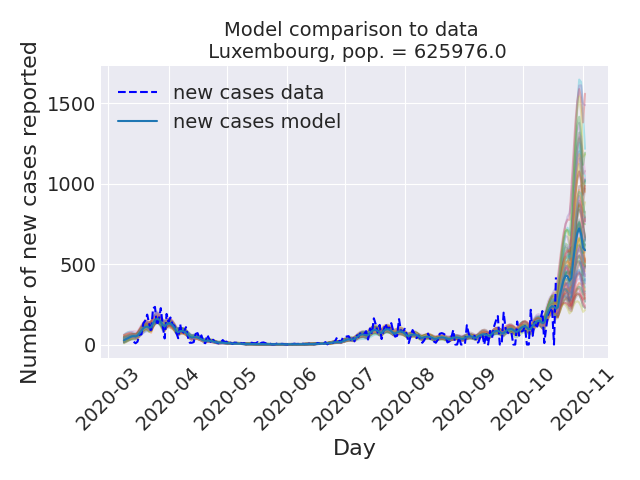 Model comparison to data
Luxembourg, pop. = 625976.0
Number of new cases reported
1500
1000
500
0
new cases data
new cases model
2020-03
2020-04
2020-05
2020-06
2020-07
2020-08
2020-09
2020-10
2020-11
Day